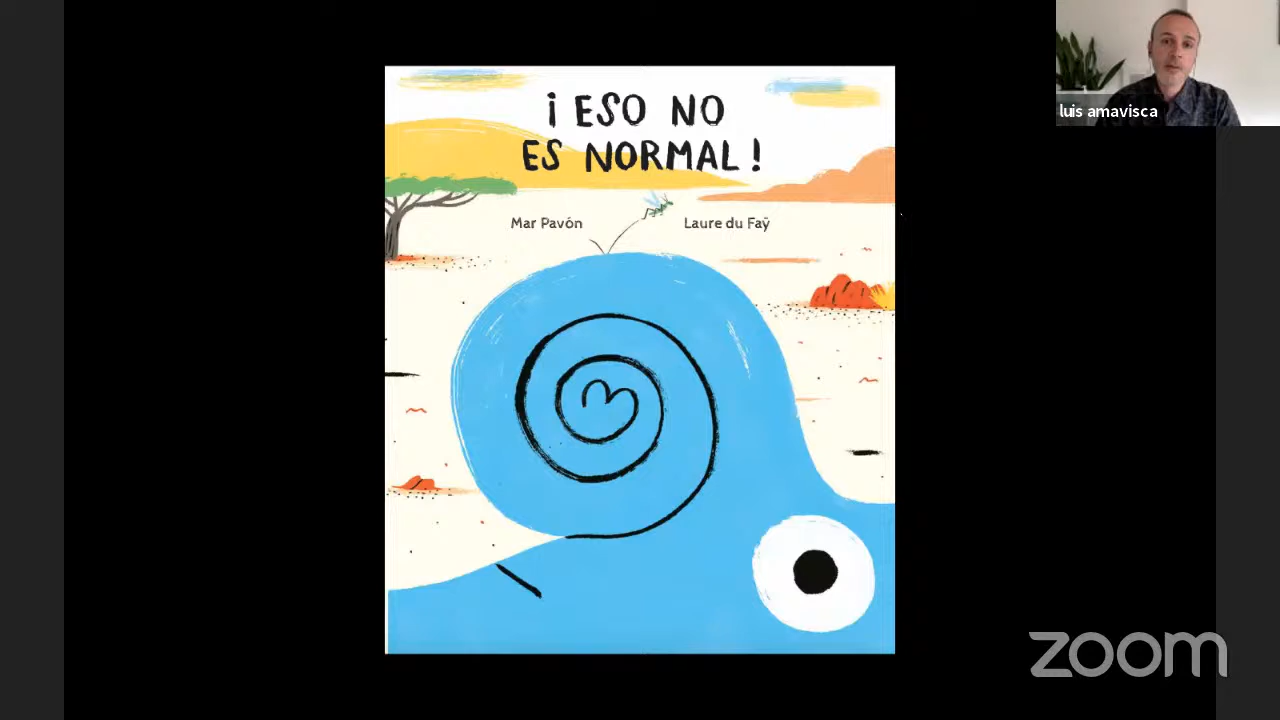 ¡ ESO NO
ES NORMAL!
Mar Pavón
Laure du Faÿ
luis amavisca
zoom